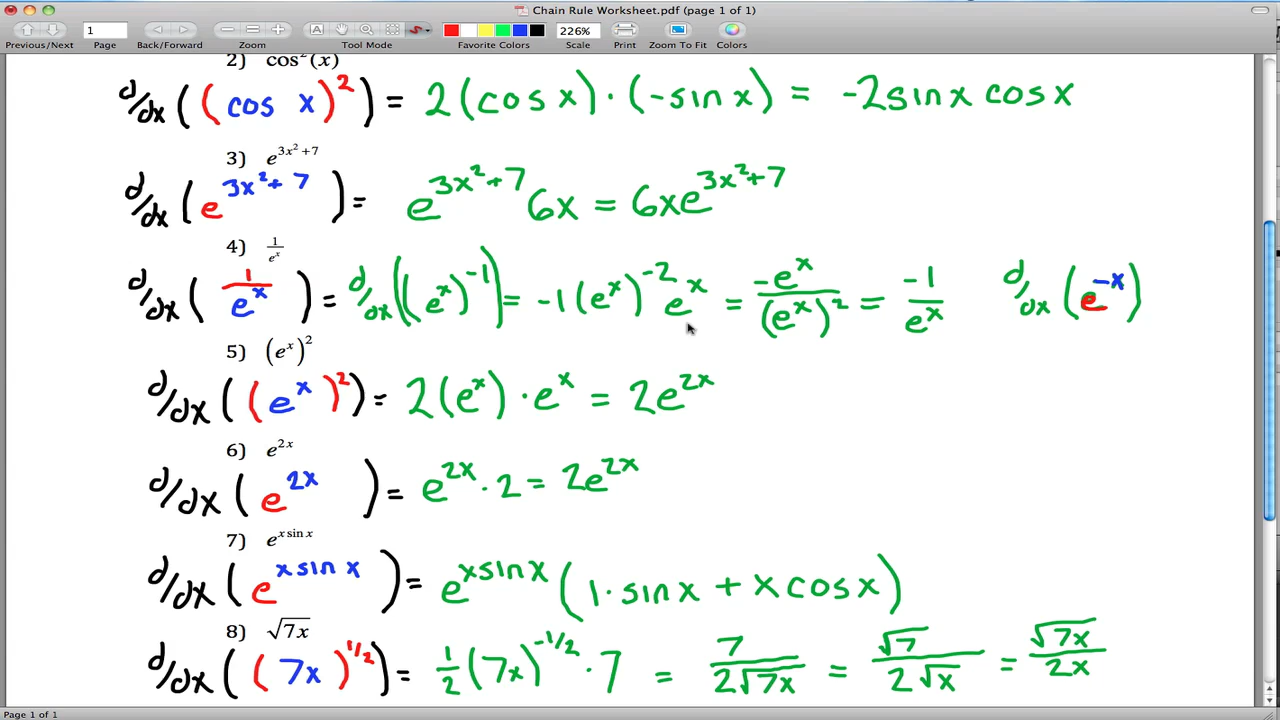 Chain Rule Worksheet.pdf (page 1 of 1)
1 226%
Previous/Next Page Back/Forward Zoom Tool Mode Favorite Colors Scale Print Zoom To Fit Colors
2) cos²(x)
d/dx ((cos x)²) = 2(cos x)·(-sin x) = -2sin x cos x
3) e^{3x²+7}
d/dx (e^{3x²+7}) = e^{3x²+7} 6x = 6xe^{3x²+7}
4) 1/e^x
d/dx (1/e^x) = d/dx ((e^x)^{-1}) = -1(e^x)^{-2} e^x = -e^x/(e^x)² = -1/e^x d/dx (e^{-x})
5) (e^x)²
d/dx ((e^x)²) = 2(e^x)·e^x = 2e^{2x}
6) e^{2x}
d/dx (e^{2x}) = e^{2x}·2 = 2e^{2x}
7) e^{x sin x}
d/dx (e^{x sin x}) = e^{x sin x}(1·sin x + x cos x)
8) √7x
d/dx ((7x)^{1/2}) = 1/2 (7x)^{-1/2}·7 = 7/2√7x = √7/2√x = √7x/2x
Page 1 of 1